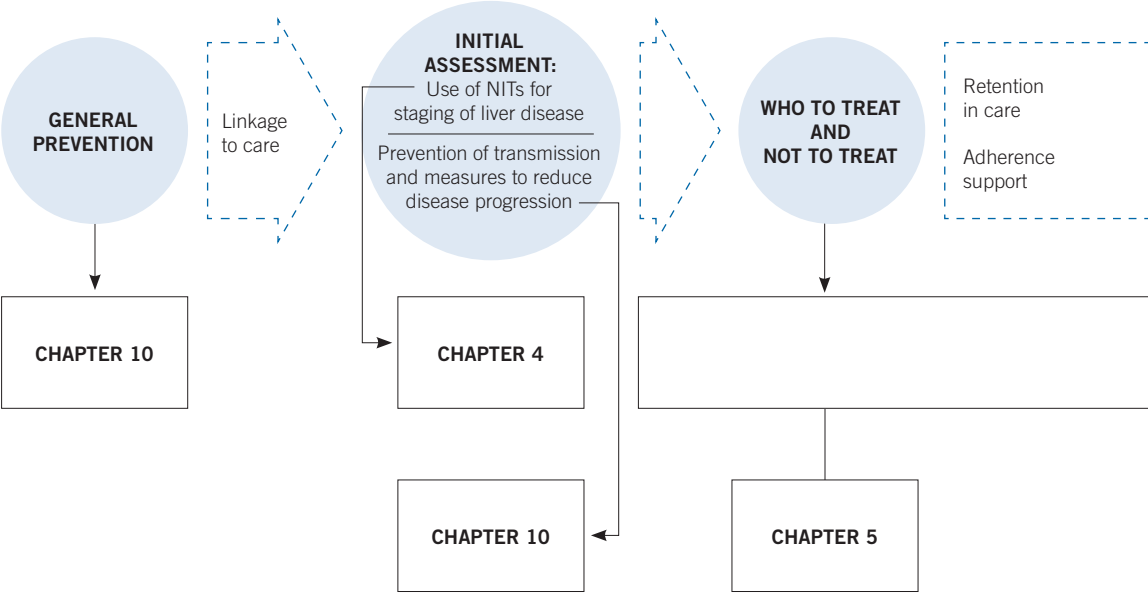 GENERAL
PREVENTION
Linkage
to care
INITIAL
ASSESSMENT:
Use of NITs for
staging of liver disease
Prevention of transmission
and measures to reduce
disease progression
WHO TO TREAT
AND
NOT TO TREAT
Retention
in care
Adherence
support
CHAPTER 10
CHAPTER 4
CHAPTER 10
CHAPTER 5